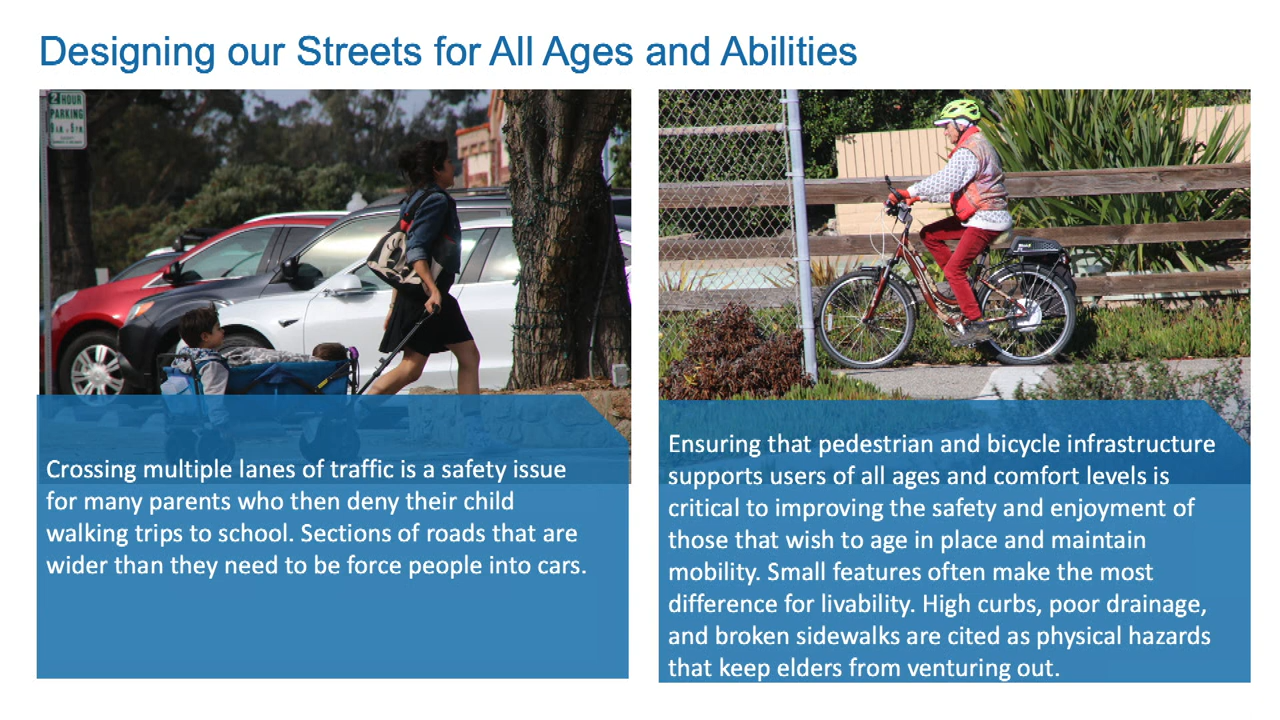 Designing our Streets for All Ages and Abilities
2 HOUR
PARKING
Crossing multiple lanes of traffic is a safety issue
for many parents who then deny their child
walking trips to school. Sections of roads that are
wider than they need to be force people into cars.
Ensuring that pedestrian and bicycle infrastructure
supports users of all ages and comfort levels is
critical to improving the safety and enjoyment of
those that wish to age in place and maintain
mobility. Small features often make the most
difference for livability. High curbs, poor drainage,
and broken sidewalks are cited as physical hazards
that keep elders from venturing out.